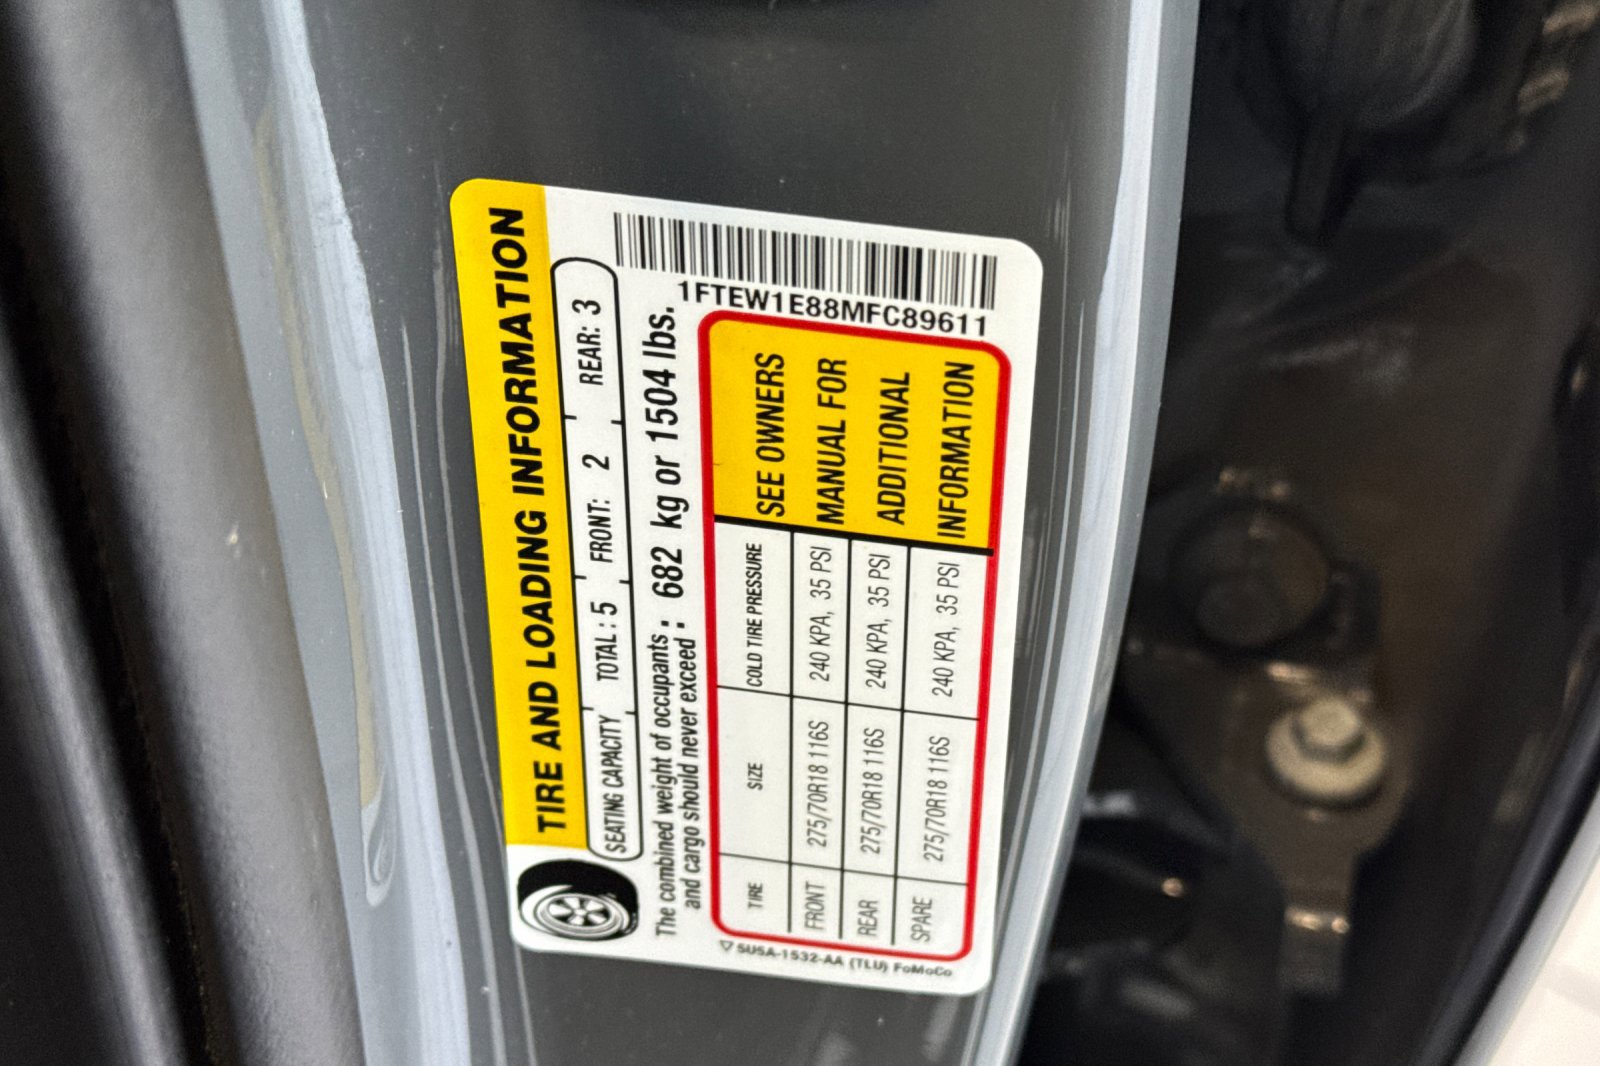 TIRE AND LOADING INFORMATION
SEATING CAPACITY TOTAL : 5 FRONT: 2 REAR: 3
The combined weight of occupants : 682 kg or 1504 lbs.
and cargo should never exceed :
1FTEW1E88MFC89611
TIRE SIZE COLD TIRE PRESSURE
FRONT 275/70R18 116S 240 KPA, 35 PSI
REAR 275/70R18 116S 240 KPA, 35 PSI
SPARE 275/70R18 116S 240 KPA, 35 PSI
SEE OWNERS
MANUAL FOR
ADDITIONAL
INFORMATION
5U5A-1532-AA (TLU) FoMoCo